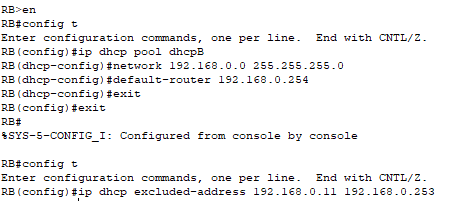 RB>en
RB#config t
Enter configuration commands, one per line.  End with CNTL/Z.
RB(config)#ip dhcp pool dhcpB
RB(dhcp-config)#network 192.168.0.0 255.255.255.0
RB(dhcp-config)#default-router 192.168.0.254
RB(dhcp-config)#exit
RB(config)#exit
RB#
%SYS-5-CONFIG_I: Configured from console by console
RB#config t
Enter configuration commands, one per line.  End with CNTL/Z.
RB(config)#ip dhcp excluded-address 192.168.0.11 192.168.0.253